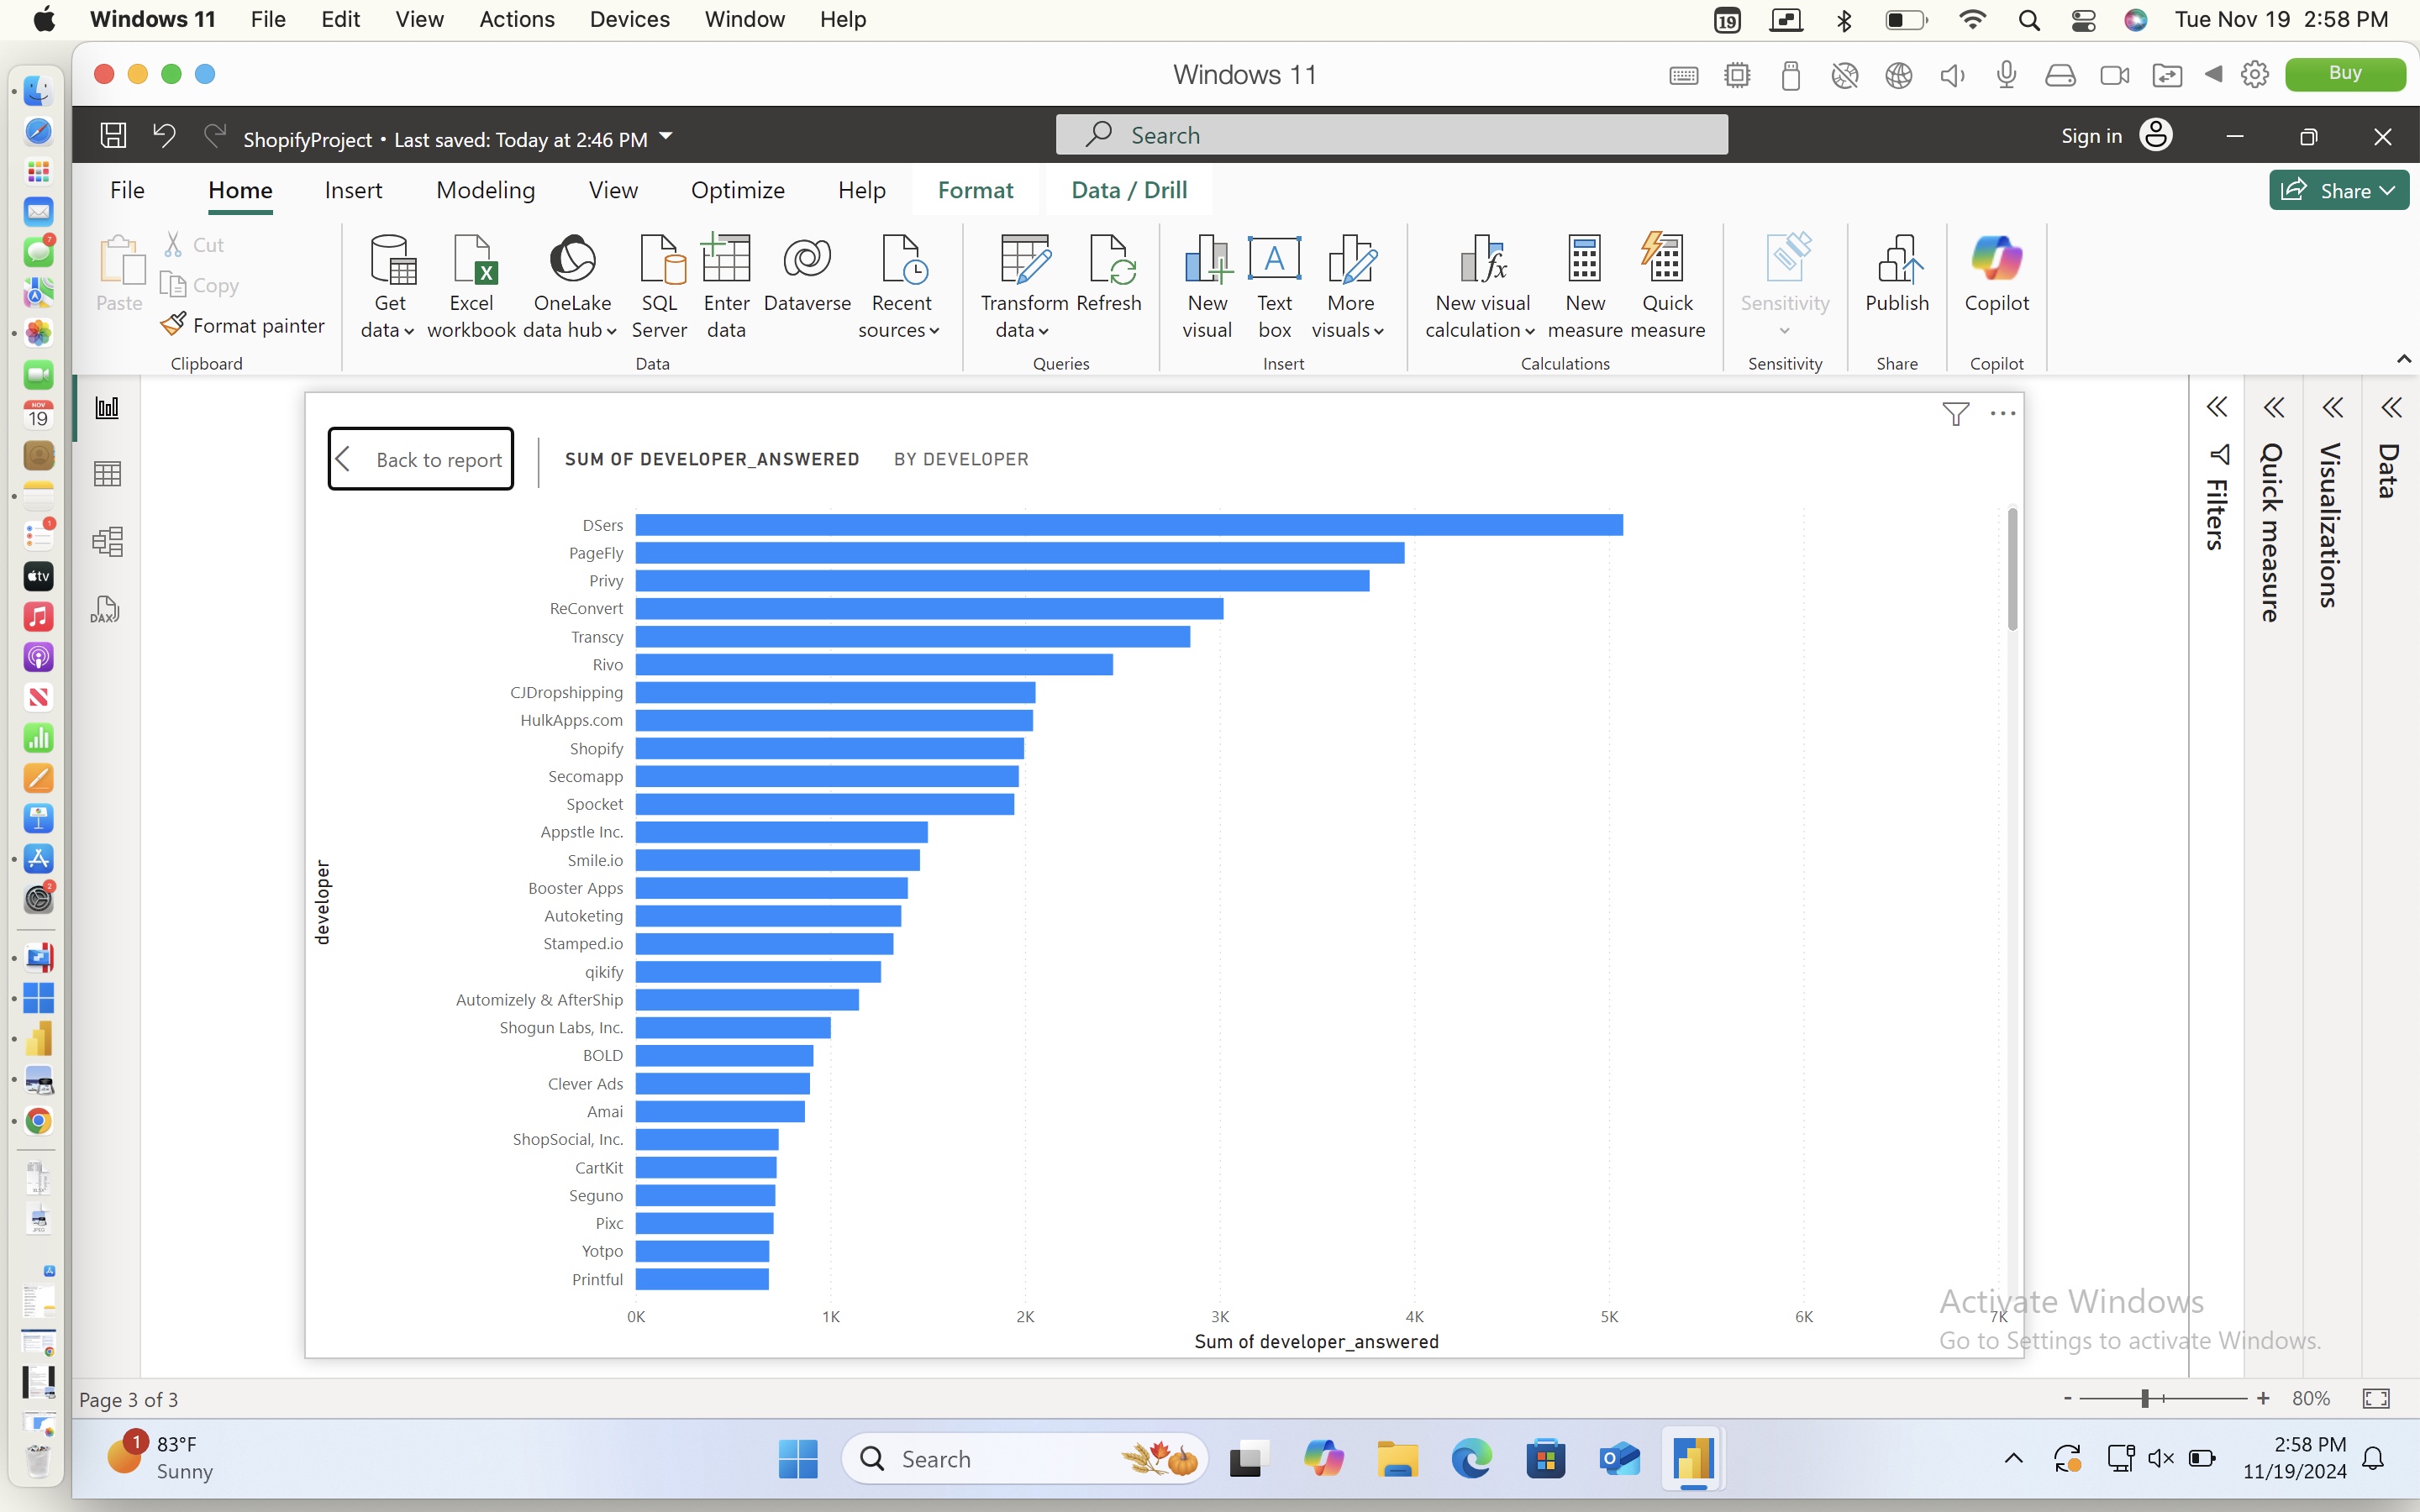 Windows 11 File Edit View Actions Devices Window Help 19 Tue Nov 19 2:58 PM
Windows 11 Buy
ShopifyProject • Last saved: Today at 2:46 PM Search Sign in
File Home Insert Modeling View Optimize Help Format Data / Drill Share
Paste Cut Copy Format painter
Clipboard
Get data Excel workbook OneLake data hub SQL Server Enter data Dataverse Recent sources
Data
Transform data Refresh
Queries
New visual Text box More visuals
Insert
New visual calculation New measure Quick measure
Calculations
Sensitivity
Sensitivity
Publish
Share
Copilot
Copilot
Back to report SUM OF DEVELOPER_ANSWERED BY DEVELOPER
developer
DSers
PageFly
Privy
ReConvert
Transcy
Rivo
CJDropshipping
HulkApps.com
Shopify
Secomapp
Spocket
Appstle Inc.
Smile.io
Booster Apps
Autoketing
Stamped.io
qikify
Automizely & AfterShip
Shogun Labs, Inc.
BOLD
Clever Ads
Amai
ShopSocial, Inc.
CartKit
Seguno
Pixc
Yotpo
Printful
0K 1K 2K 3K 4K 5K 6K 7K
Sum of developer_answered
Filters
Quick measure
Visualizations
Data
DAX
Activate Windows
Go to Settings to activate Windows.
Page 3 of 3
- + 80%
1 83°F
Sunny
Search
2:58 PM
11/19/2024
7
NOV
19
1
tv
2